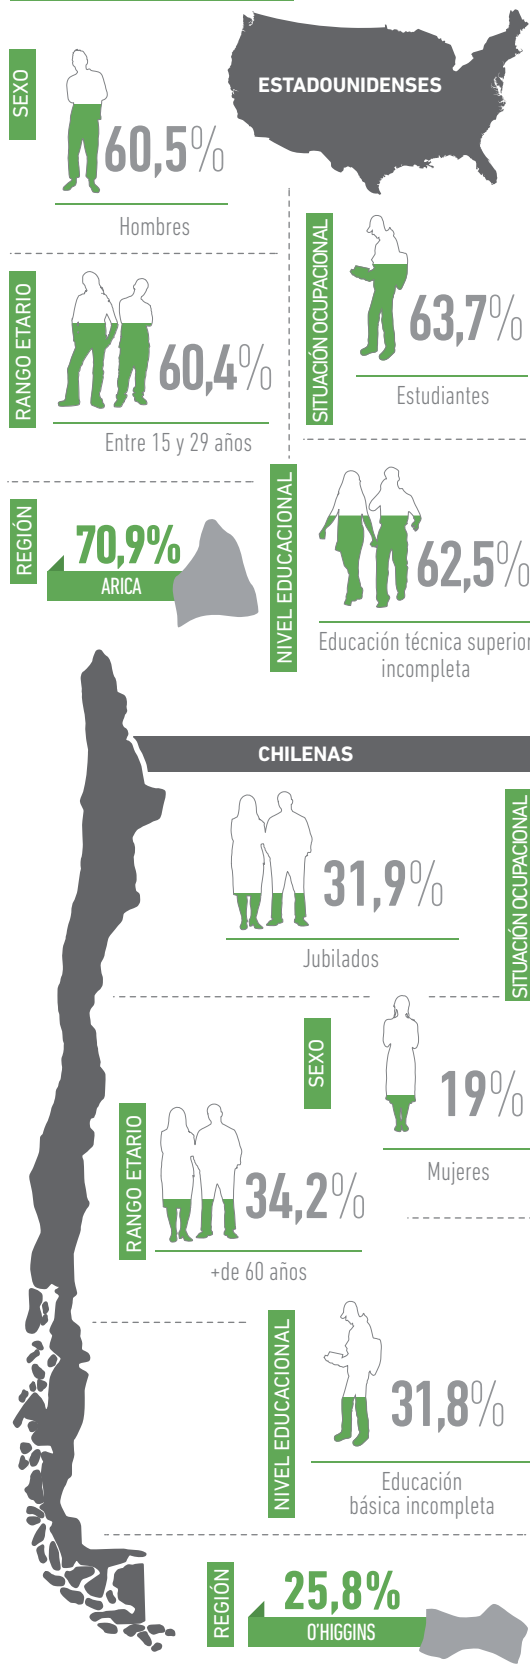 ESTADOUNIDENSES
SEXO
60,5%
Hombres
RANGO ETARIO
60,4%
Entre 15 y 29 años
SITUACIÓN OCUPACIONAL
63,7%
Estudiantes
REGIÓN
70,9%
ARICA
NIVEL EDUCACIONAL
62,5%
Educación técnica superior
incompleta
CHILENAS
SITUACIÓN OCUPACIONAL
31,9%
Jubilados
SEXO
19%
Mujeres
RANGO ETARIO
34,2%
+de 60 años
NIVEL EDUCACIONAL
31,8%
Educación
básica incompleta
REGIÓN
25,8%
O'HIGGINS